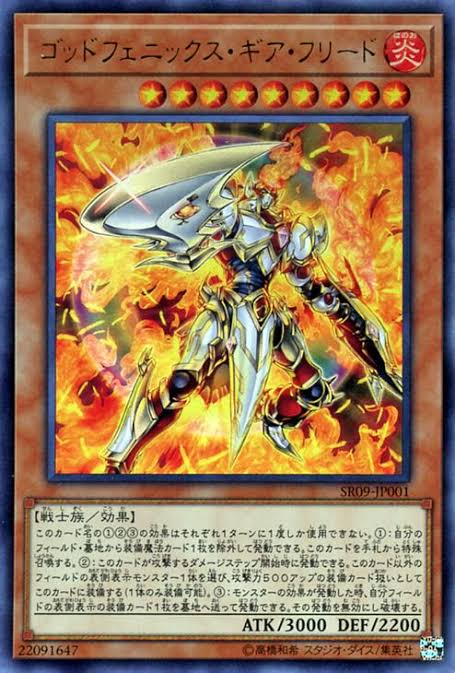 ゴッドフェニックス・ギア・フリード
炎
SR09-JP001
【戦士族/効果】
このカード名の①②③の効果はそれぞれ1ターンに1度しか使用できない。①:自分の
フィールド・墓地から装備魔法カード1枚を除外して発動できる。このカードを手札から特殊
召喚する。②:このカードが攻撃するダメージステップ開始時に発動できる。このカード以外の
フィールドの表側表示モンスター1体を選び、攻撃力500アップの装備カード扱いとし
てこのカードに装備する(1体のみ装備可能)。③:モンスターの効果が発動した時、自分フィール
ドの表側表示の装備カード1枚を墓地へ送って発動できる。その発動を無効にし破壊する。
ATK/3000 DEF/2200
22091647
©高橋和希 スタジオ・ダイス/集英社